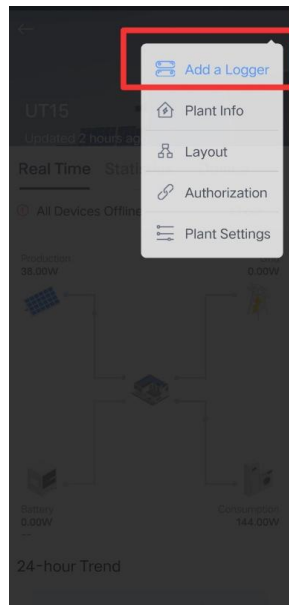 Add a Logger
UT15
Plant Info
Updated 2 hours ag
Layout
Real Time Stati
Authorization
All Devices Offline
Plant Settings
Production
38.00W
0.00W
Battery
0.00W
--
Consumption
144.00W
24-hour Trend